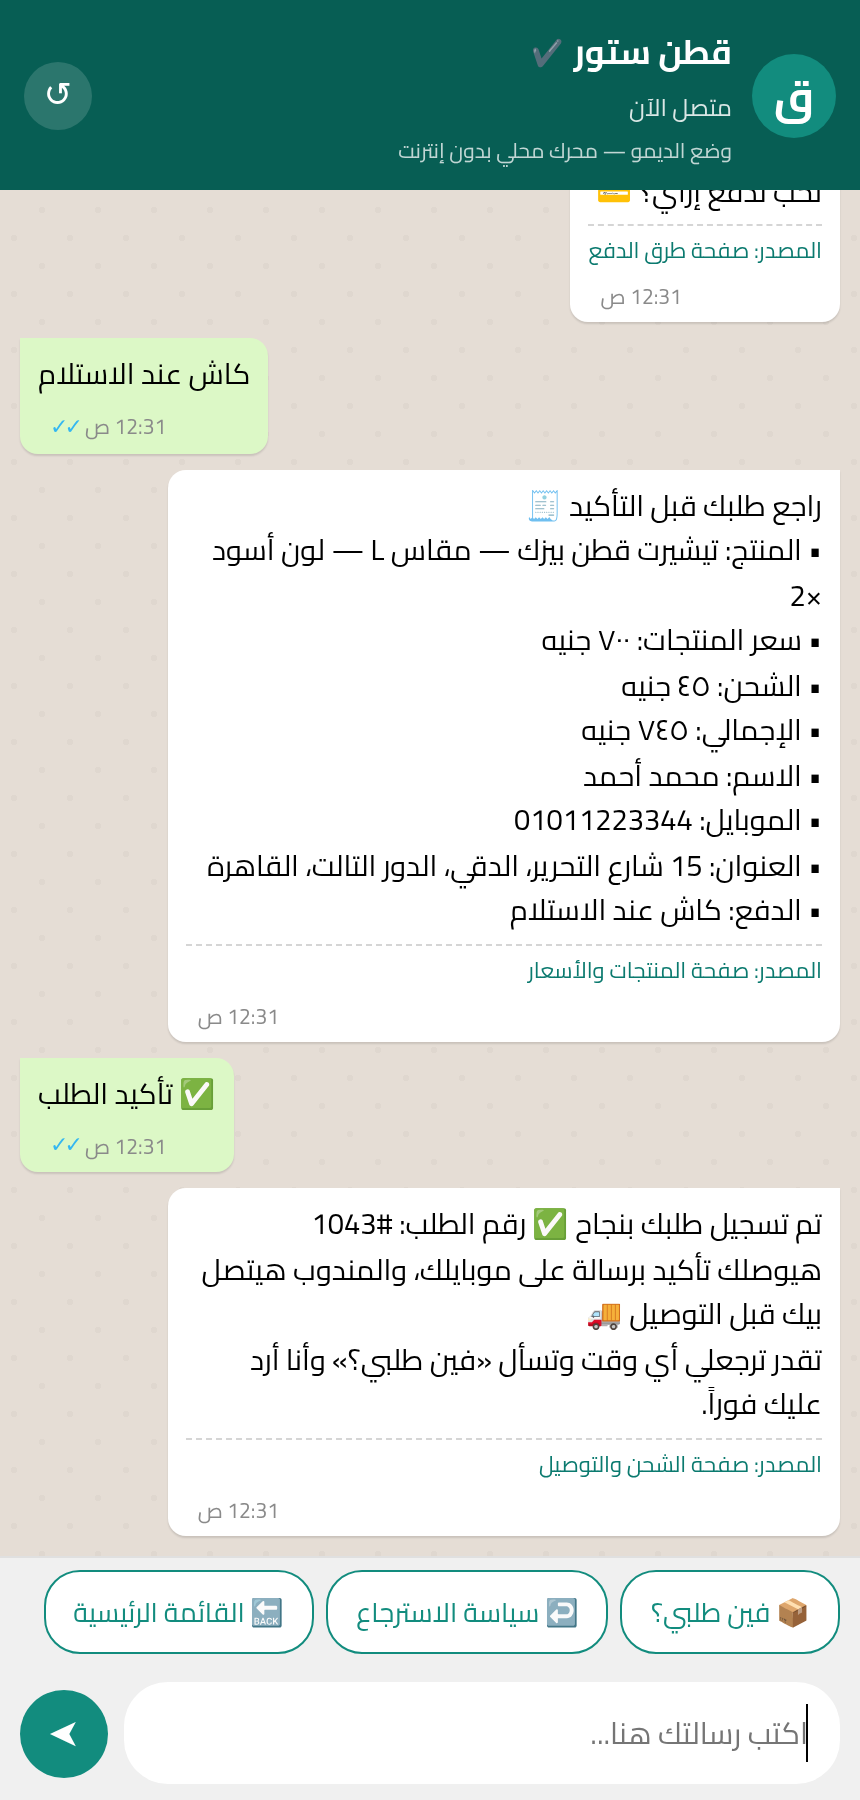 ق
قطن ستور ✔
متصل الآن
وضع الديمو — محرك محلي بدون إنترنت
↺
تحب تدفع إزاي؟ 💳
المصدر: صفحة طرق الدفع
12:31 ص
كاش عند الاستلام
12:31 ص ✓✓
راجع طلبك قبل التأكيد 🧾
▪ المنتج: تيشيرت قطن بيزك — مقاس L — لون أسود
×2
▪ سعر المنتجات: ٧٠٠ جنيه
▪ الشحن: ٤٥ جنيه
▪ الإجمالي: ٧٤٥ جنيه
▪ الاسم: محمد أحمد
▪ الموبايل: 01011223344
▪ العنوان: 15 شارع التحرير، الدقي، الدور التالت، القاهرة
▪ الدفع: كاش عند الاستلام
المصدر: صفحة المنتجات والأسعار
12:31 ص
✅ تأكيد الطلب
12:31 ص ✓✓
تم تسجيل طلبك بنجاح ✅ رقم الطلب: #1043
هيوصلك تأكيد برسالة على موبايلك، والمندوب هيتصل
بيك قبل التوصيل 🚚
تقدر ترجعلي أي وقت وتسأل «فين طلبي؟» وأنا أرد
عليك فوراً.
المصدر: صفحة الشحن والتوصيل
12:31 ص
📦 فين طلبي؟
↩️ سياسة الاسترجاع
🔙 القائمة الرئيسية
اكتب رسالتك هنا...